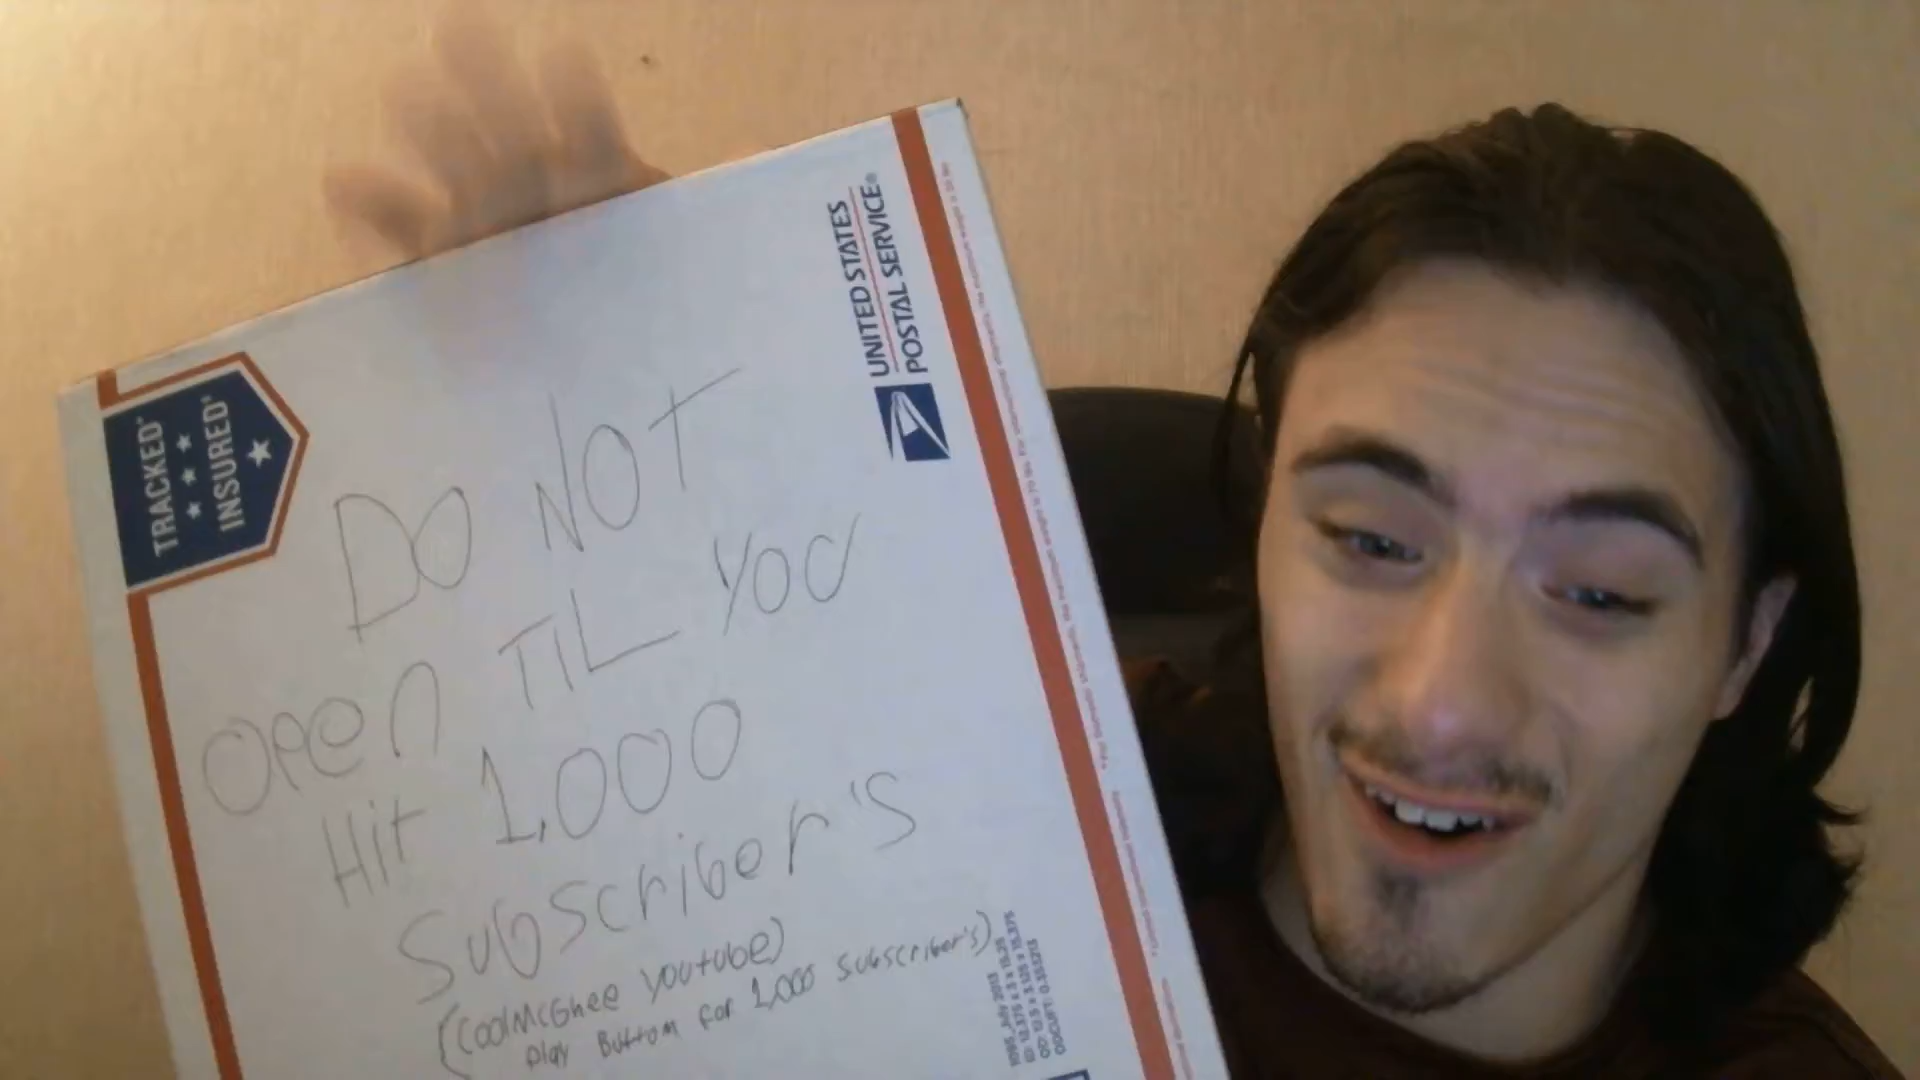 TRACKED®
INSURED®
UNITED STATES
POSTAL SERVICE®
DO NOT
OPen TIL YOU
Hit 1,000
Subscriber's
(CoolMcGhee Youtube)
Play Buttom for 1,000 Subscriber's)